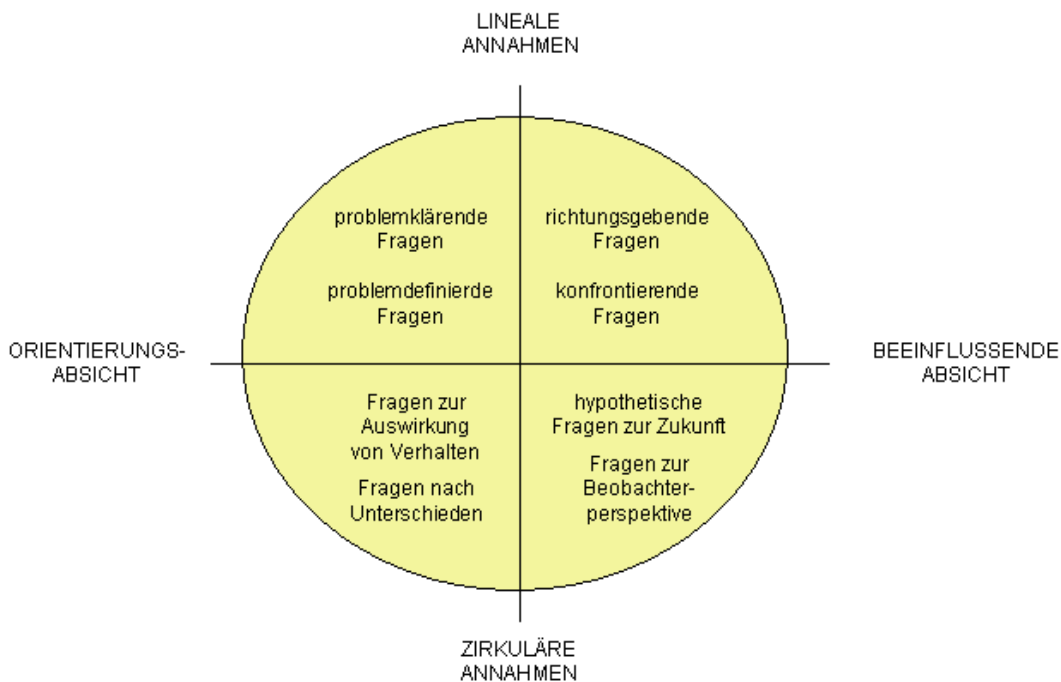 LINEALE
ANNAHMEN
problemklärende
Fragen
problemdefinierde
Fragen
richtungsgebende
Fragen
konfrontierende
Fragen
ORIENTIERUNGS-
ABSICHT
BEEINFLUSSENDE
ABSICHT
Fragen zur
Auswirkung
von Verhalten
Fragen nach
Unterschieden
hypothetische
Fragen zur Zukunft
Fragen zur
Beobachter-
perspektive
ZIRKULÄRE
ANNAHMEN